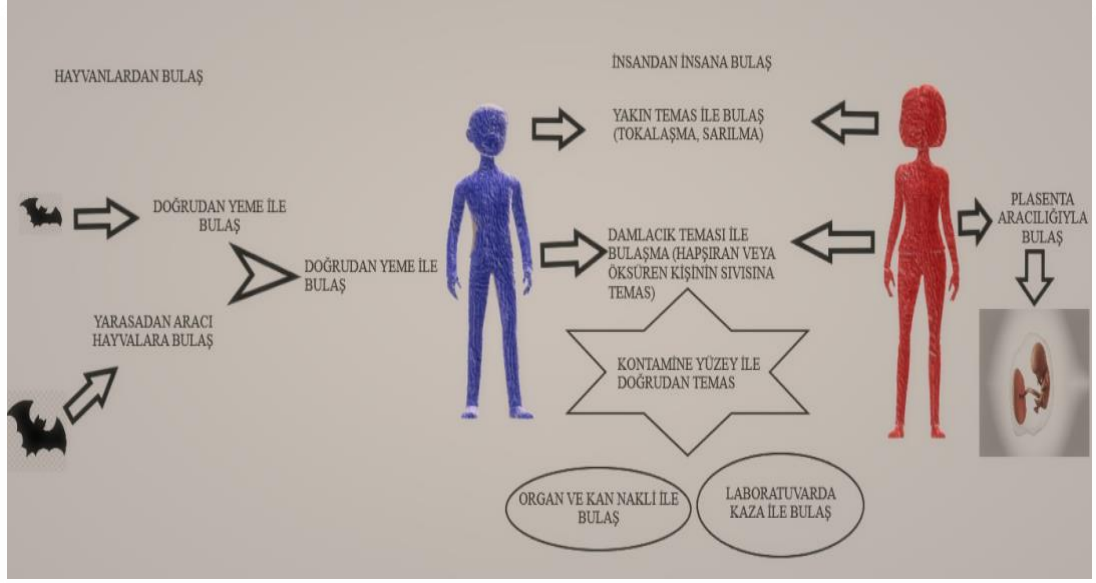 HAYVANLARDAN BULAŞ
İNSANDAN İNSANA BULAŞ
YAKIN TEMAS İLE BULAŞ
(TOKALAŞMA, SARILMA)
DOĞRUDAN YEME İLE
BULAŞ
PLASENTA
ARACILIĞIYLA
BULAŞ
DOĞRUDAN YEME İLE
BULAŞ
DAMLACIK TEMASI İLE
BULAŞMA (HAPŞIRAN VEYA
ÖKSÜREN KİŞİNİN SIVISINA
TEMAS)
YARASADAN ARACI
HAYVALARA BULAŞ
KONTAMİNE YÜZEY İLE
DOĞRUDAN TEMAS
ORGAN VE KAN NAKLİ İLE
BULAŞ
LABORATUVARDA
KAZA İLE BULAŞ